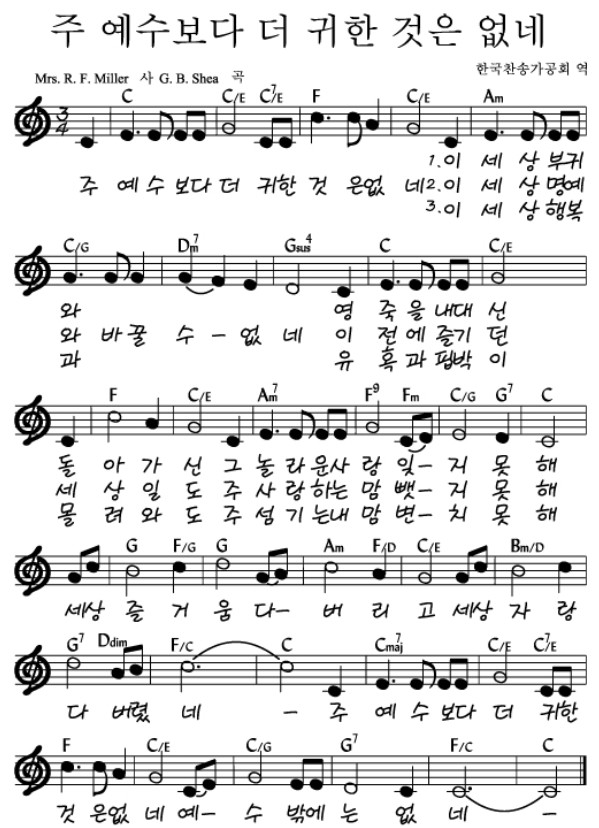 주 예수보다 더 귀한 것은 없네
Mrs. R. F. Miller 사 G. B. Shea 곡
한국찬송가공회 역
3/4
C C/E C7/E F C/E Am
1. 이 세 상 부귀
주 예 수 보다 더 귀한 것 은없 네 2. 이 세 상 명예
3. 이 세 상 행복
C/G Dm7 Gsus4 C C/E
와 영 죽을 내대 신
와 바꿀 수 - 없 네 이 전에 즐기 던
과 유 혹과 핍박 이
F C/E Am7 F9 Fm C/G G7 C
돌 아 가 신 그 놀 라 운사 랑 잊- 지 못 해
세 상 일 도 주 사 랑 하는 맘 뺏- 지 못 해
몰 려 와 도 주 섬 기 는내 맘 변- 치 못 해
G F/G G Am F/D C/E Bm/D
세상 즐 거 움 다- 버 리 고 세상 자 랑
G7 Ddim F/C C Cmaj7 C/E C7/E
다 버렸 네 - 주 예 수 보다 더 귀한
F C/E C/G G7 F/C C
것 은없 네 예- 수 밖에 는 없 네 -